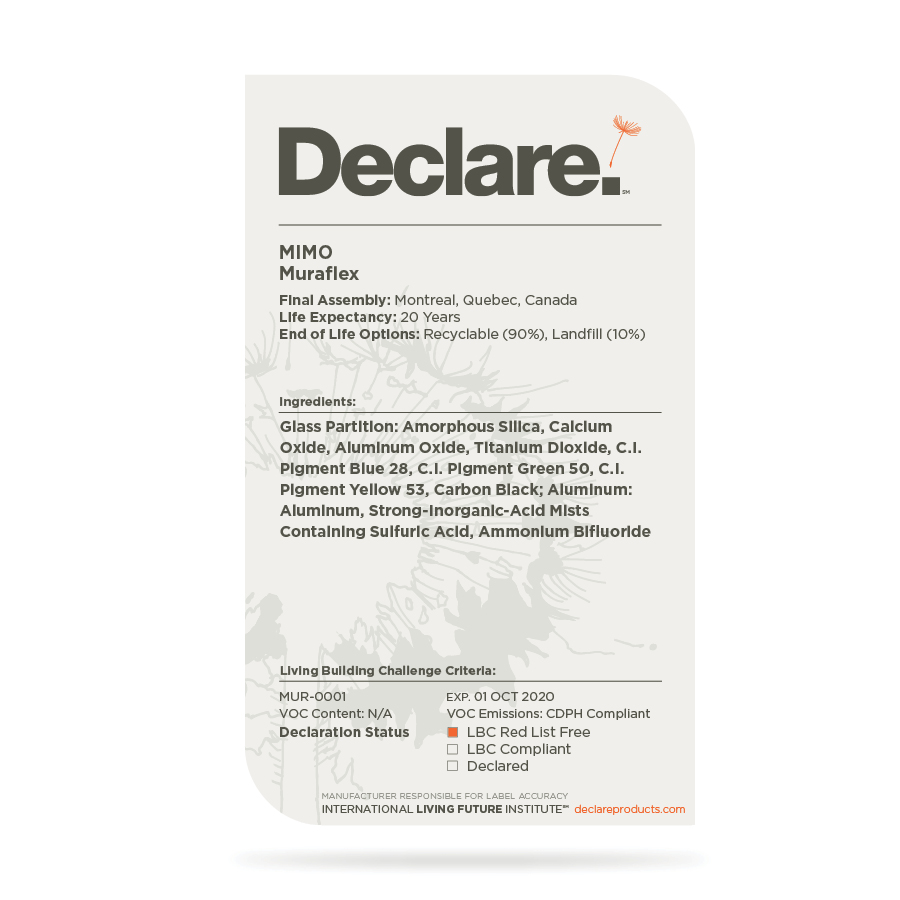 Declare.℠
MIMO
Muraflex
Final Assembly: Montreal, Quebec, Canada
Life Expectancy: 20 Years
End of Life Options: Recyclable (90%), Landfill (10%)
Ingredients:
Glass Partition: Amorphous Silica, Calcium
Oxide, Aluminum Oxide, Titanium Dioxide, C.I.
Pigment Blue 28, C.I. Pigment Green 50, C.I.
Pigment Yellow 53, Carbon Black; Aluminum:
Aluminum, Strong-Inorganic-Acid Mists
Containing Sulfuric Acid, Ammonium Bifluoride
Living Building Challenge Criteria:
MUR-0001 EXP. 01 OCT 2020
VOC Content: N/A VOC Emissions: CDPH Compliant
Declaration Status LBC Red List Free
LBC Compliant
Declared
MANUFACTURER RESPONSIBLE FOR LABEL ACCURACY
INTERNATIONAL LIVING FUTURE INSTITUTE℠ declareproducts.com